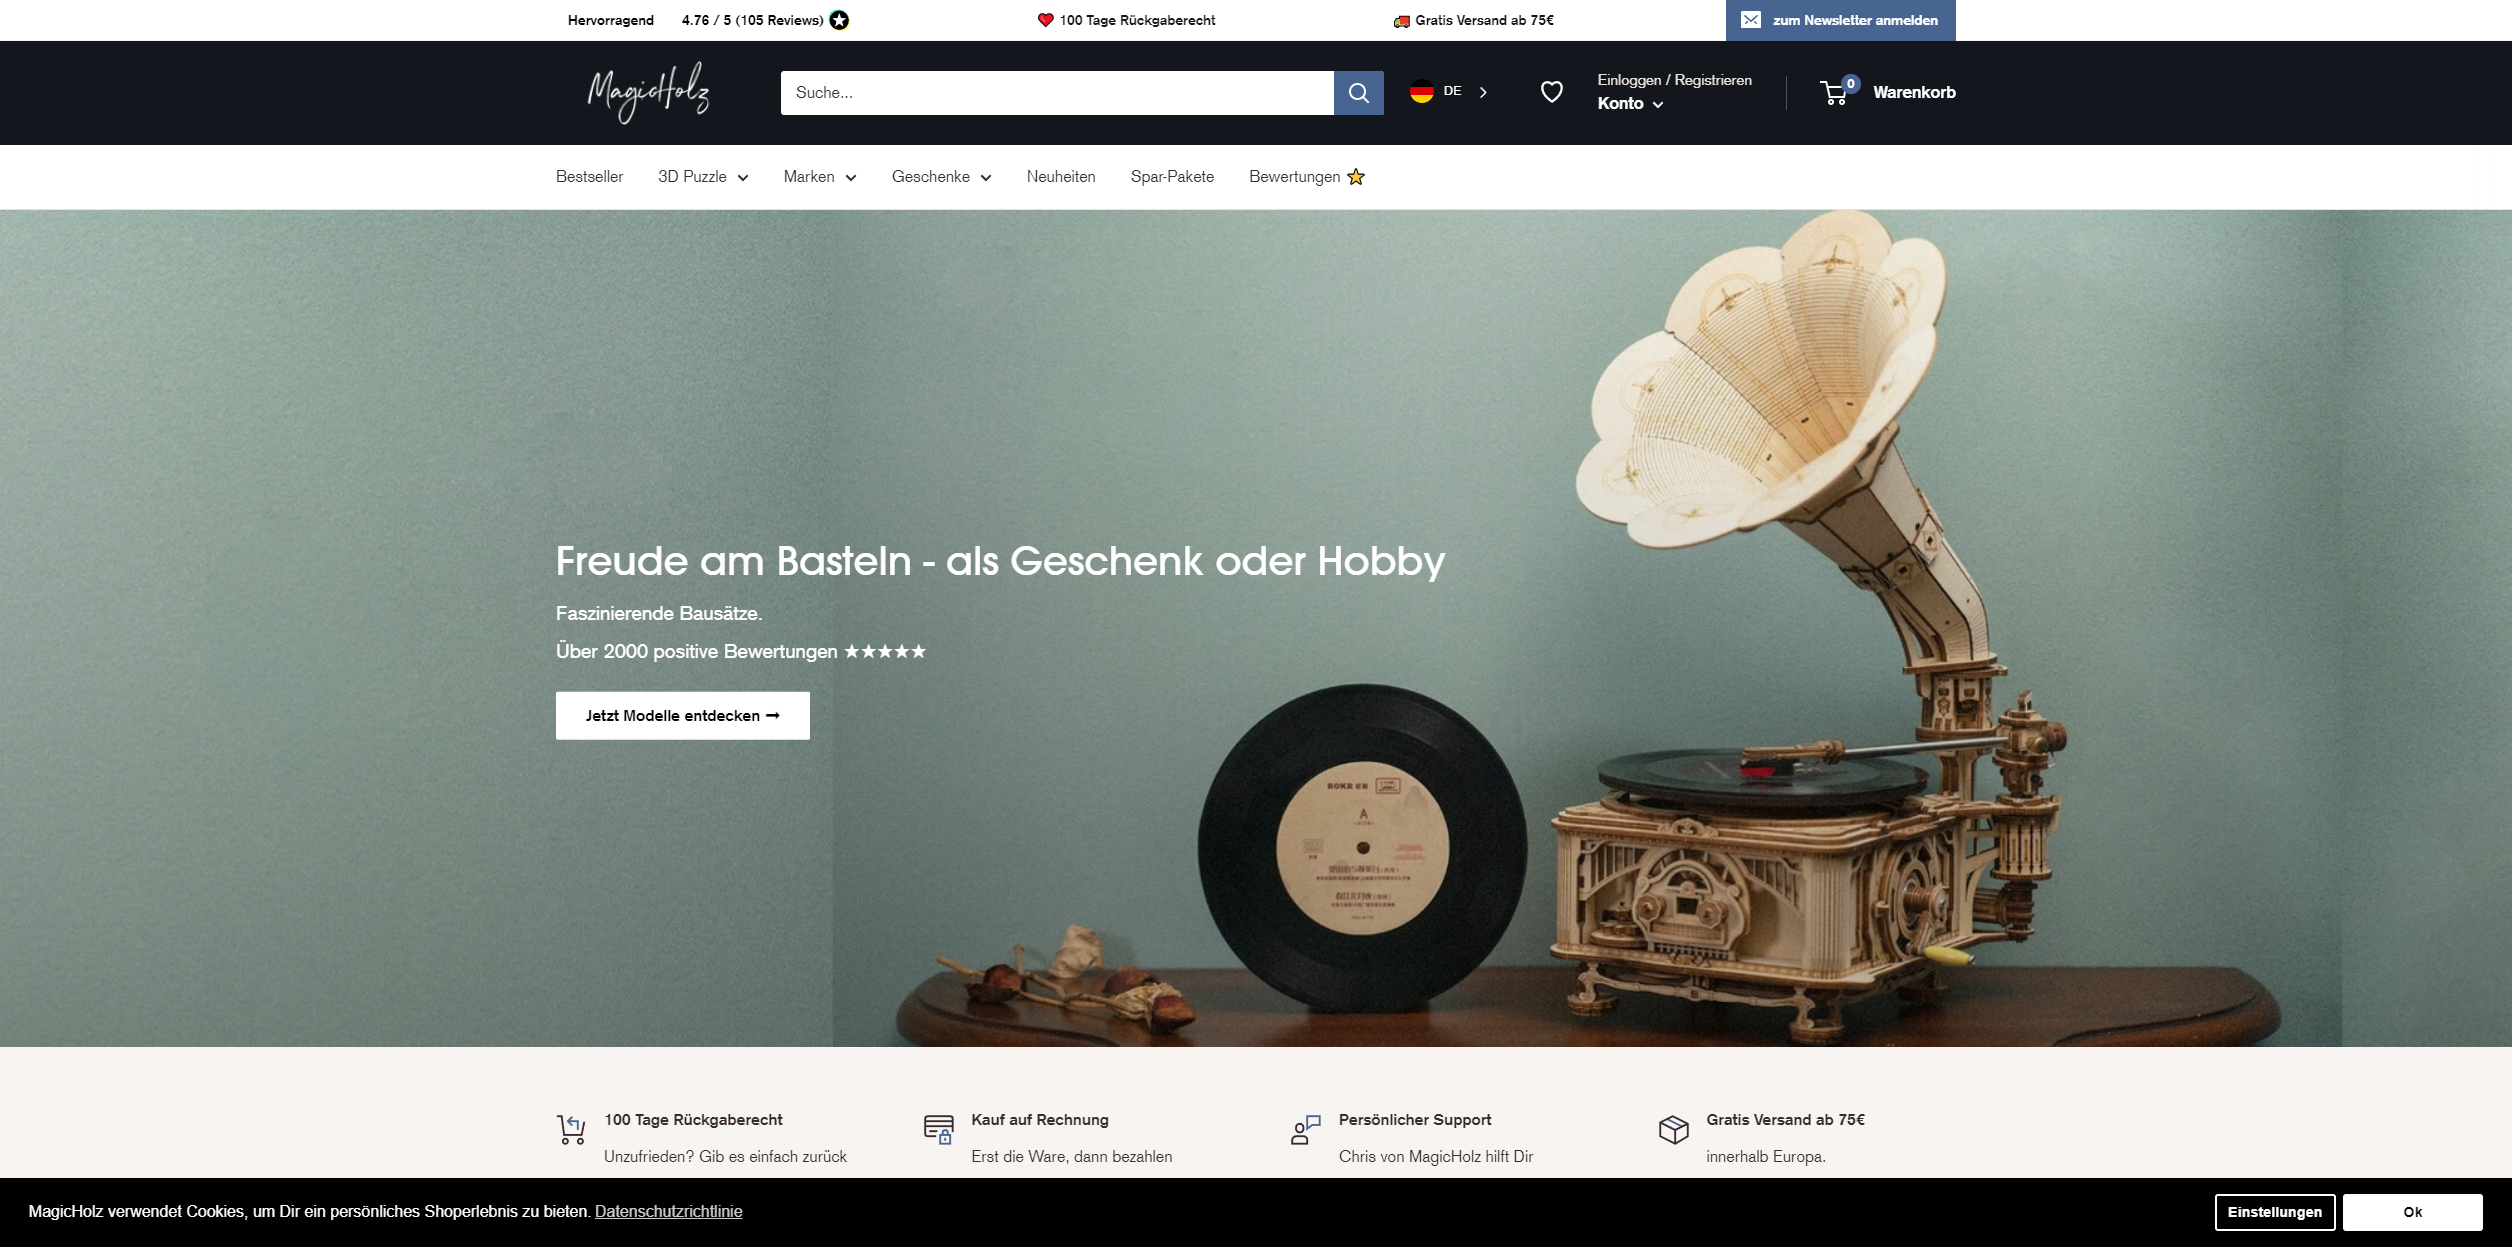 Hervorragend 4.76 / 5 (105 Reviews)
100 Tage Rückgaberecht
Gratis Versand ab 75€
zum Newsletter anmelden
MagicHolz
Suche...
DE
Einloggen / Registrieren
Konto
0
Warenkorb
Bestseller
3D Puzzle
Marken
Geschenke
Neuheiten
Spar-Pakete
Bewertungen
Freude am Basteln - als Geschenk oder Hobby
Faszinierende Bausätze.
Über 2000 positive Bewertungen ★★★★★
Jetzt Modelle entdecken ➞
ROKR
A
100 Tage Rückgaberecht
Unzufrieden? Gib es einfach zurück
Kauf auf Rechnung
Erst die Ware, dann bezahlen
Persönlicher Support
Chris von MagicHolz hilft Dir
Gratis Versand ab 75€
innerhalb Europa.
MagicHolz verwendet Cookies, um Dir ein persönliches Shoperlebnis zu bieten. Datenschutzrichtlinie
Einstellungen
Ok